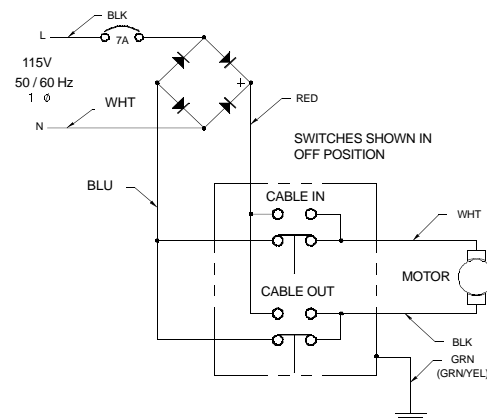 BLK
L
7A
115V
50 / 60 Hz
1 ø
WHT
N
+
RED
SWITCHES SHOWN IN
OFF POSITION
BLU
CABLE IN
WHT
MOTOR
CABLE OUT
BLK
GRN
(GRN/YEL)